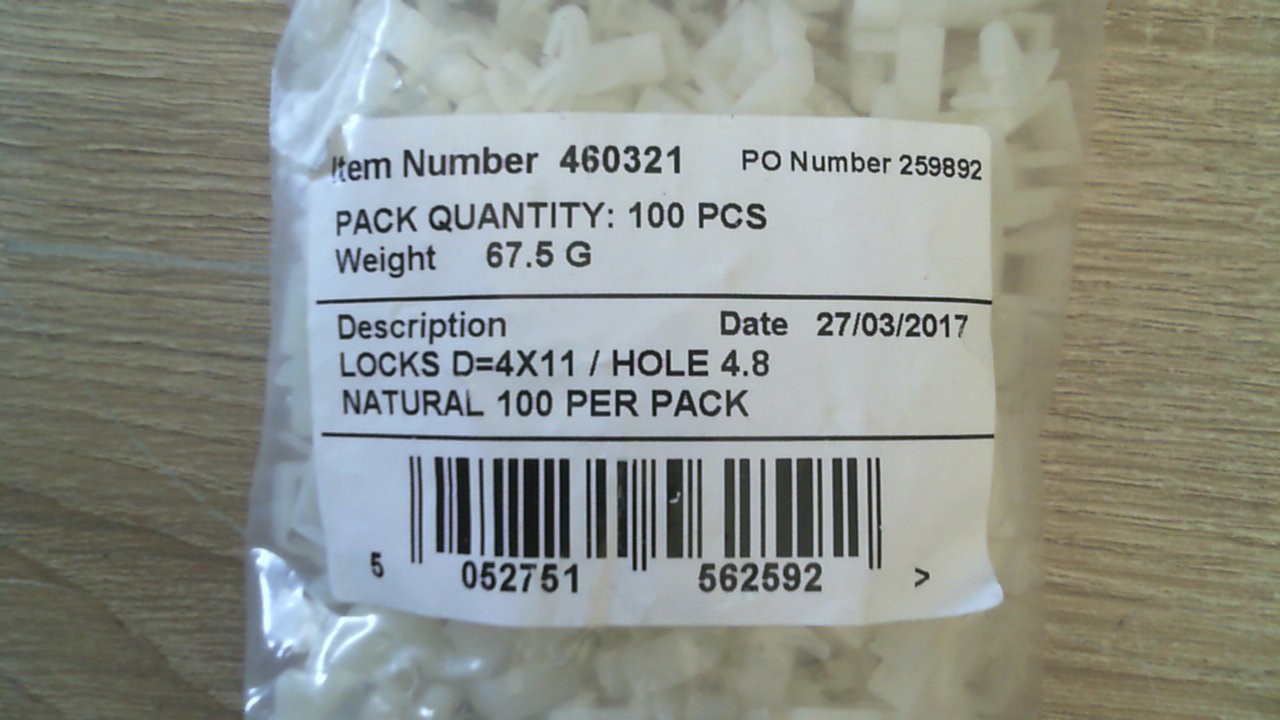 Item Number 460321 PO Number 259892
PACK QUANTITY: 100 PCS
Weight 67.5 G
Description Date 27/03/2017
LOCKS D=4X11 / HOLE 4.8
NATURAL 100 PER PACK
5 052751 562592 >